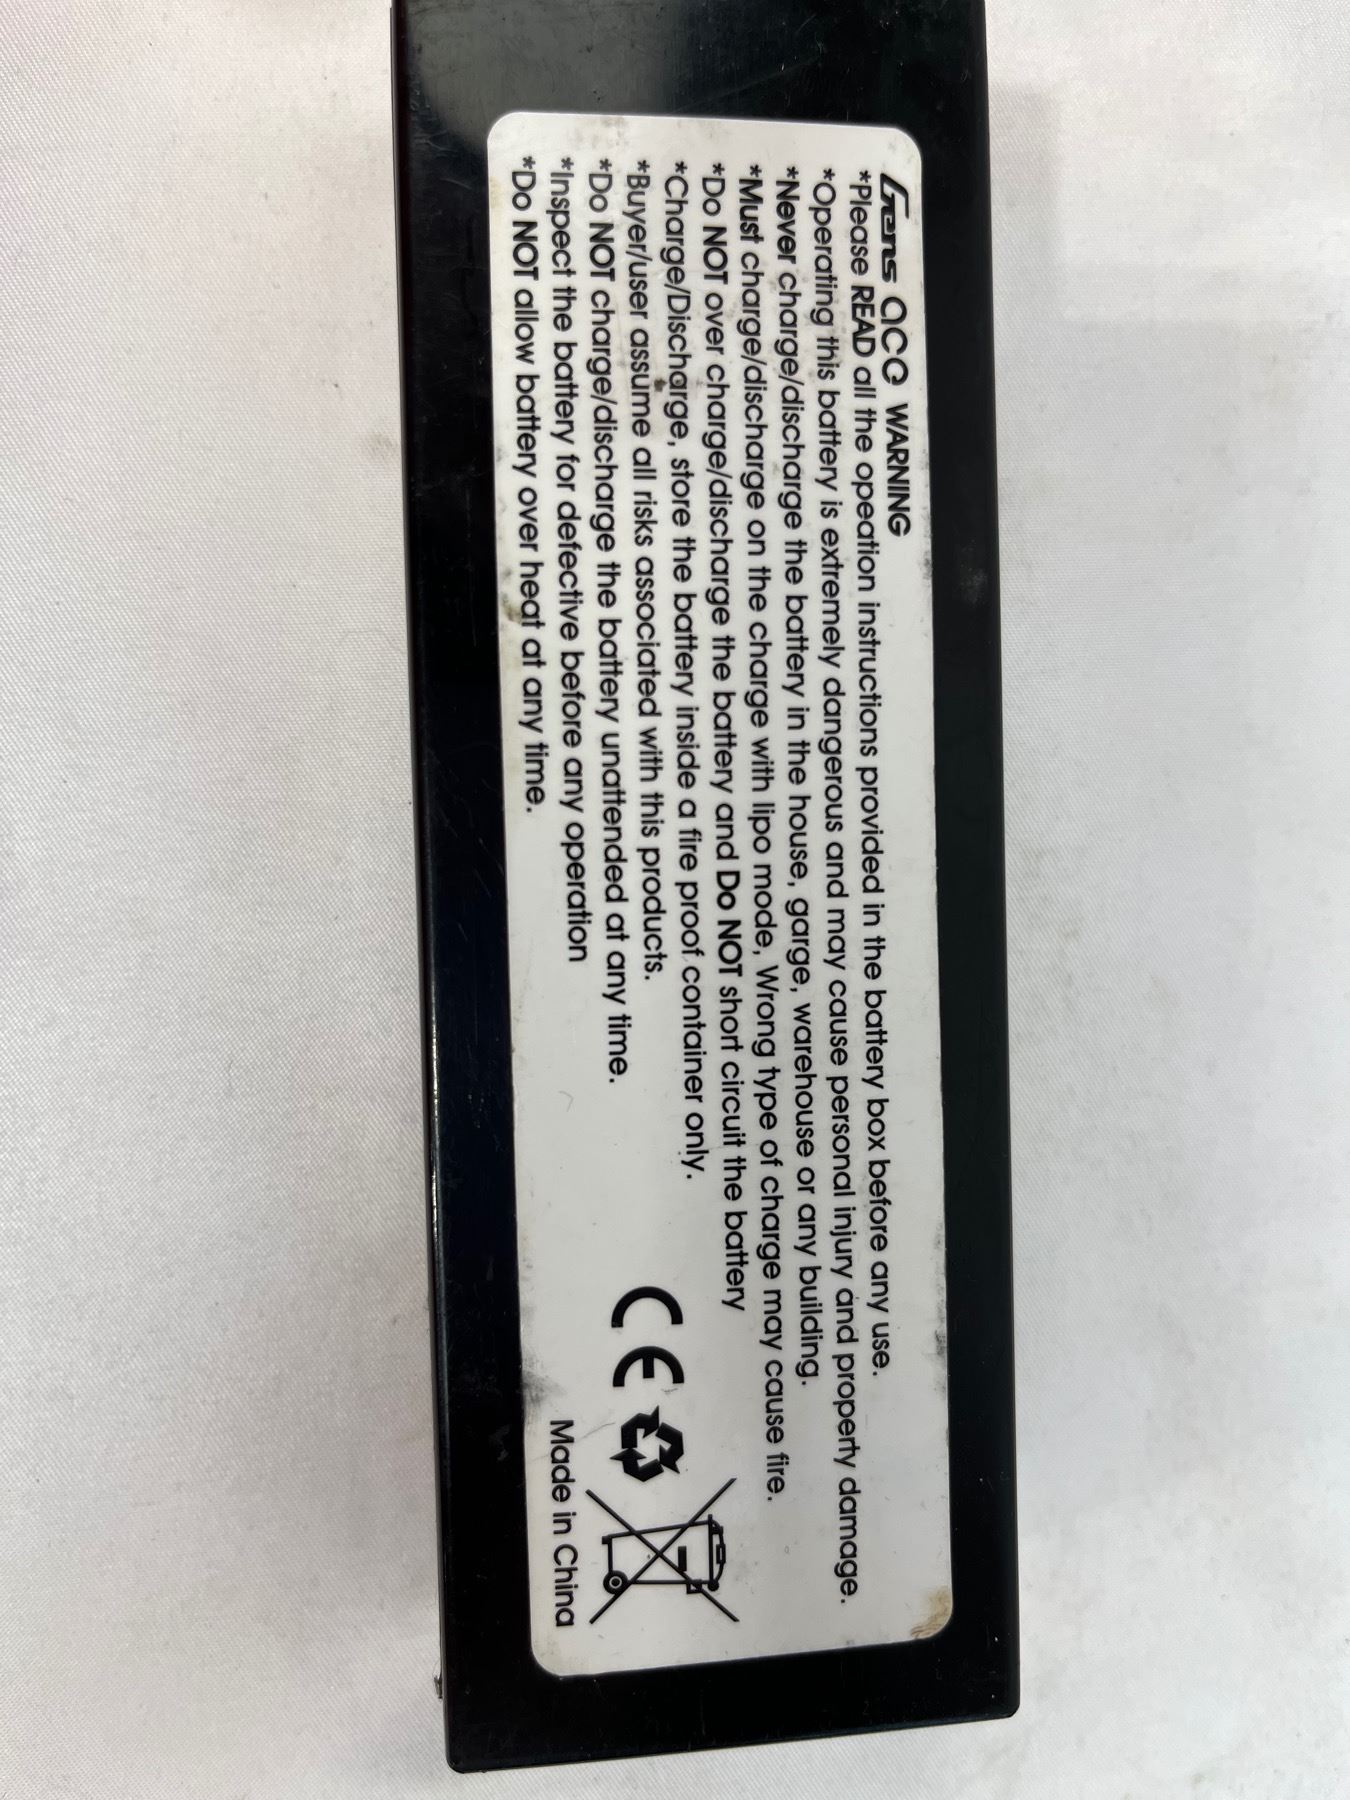 Gens ace WARNING
*Please READ all the opeation instructions provided in the battery box before any use.
*Operating this battery is extremely dangerous and may cause personal injury and property damage.
*Never charge/discharge the battery in the house, garge, warehouse or any building.
*Must charge/discharge on the charge with lipo mode, Wrong type of charge may cause fire.
*Do NOT over charge/discharge the battery and Do NOT short circuit the battery
*Charge/Discharge, store the battery inside a fire proof container only.
*Buyer/user assume all risks associated with this products.
*Do NOT charge/discharge the battery unattended at any time.
*Inspect the battery for defective before any operation
*Do NOT allow battery over heat at any time.
CE
Made in China